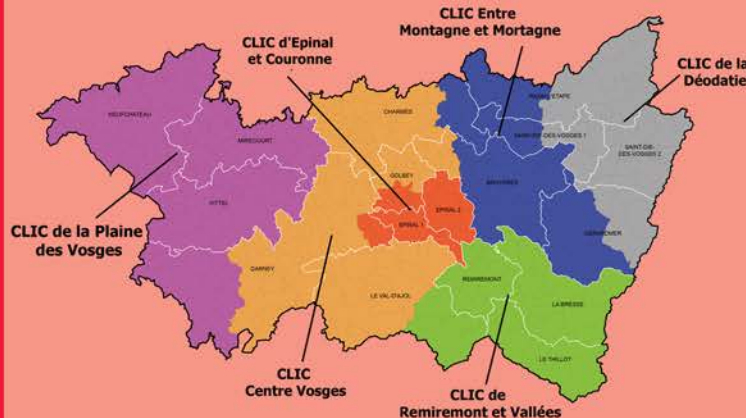 CLIC Entre
Montagne et Mortagne
CLIC d'Epinal
et Couronne
CLIC de la
Déodatie
NEUFCHATEAU
MIRECOURT
CHARMES
RAON L'ETAPE
SAINT-DIE-DES-VOSGES 1
SAINT-DIE-
DES-VOSGES 2
VITTEL
GOLBEY
BRUYERES
EPINAL 2
EPINAL 1
GERARDMER
CLIC de la Plaine
des Vosges
DARNEY
REMIREMONT
LE VAL D'AJOL
LA BRESSE
LE THILLOT
CLIC
Centre Vosges
CLIC de
Remiremont et Vallées